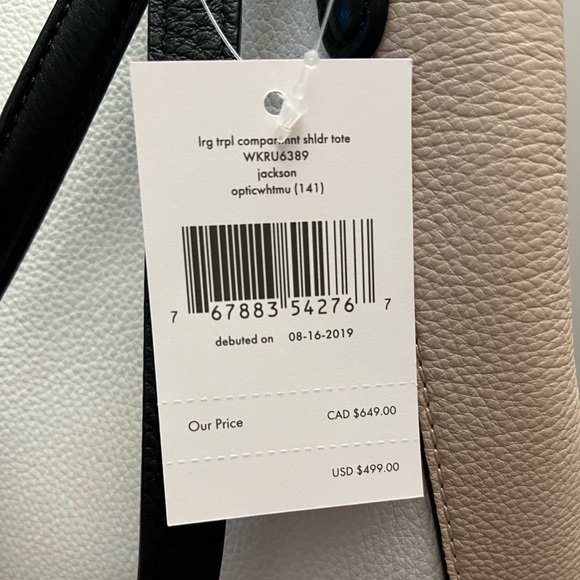 lrg trpl compartmnt shldr tote
WKRU6389
jackson
opticwhtmu (141)
7 67883 54276 7
debuted on 08-16-2019
Our Price CAD $649.00
USD $499.00